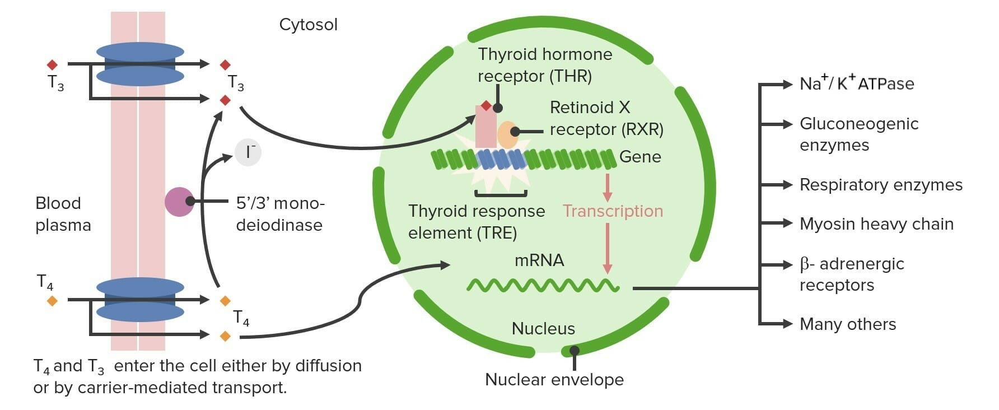 Cytosol
T₃
T₃
I⁻
Blood
plasma
5’/3’ mono-
deiodinase
T₄
T₄
T₄ and T₃ enter the cell either by diffusion
or by carrier-mediated transport.
Thyroid hormone
receptor (THR)
Retinoid X
receptor (RXR)
Gene
Thyroid response
element (TRE)
Transcription
mRNA
Nucleus
Nuclear envelope
Na⁺/ K⁺ ATPase
Gluconeogenic
enzymes
Respiratory enzymes
Myosin heavy chain
β- adrenergic
receptors
Many others